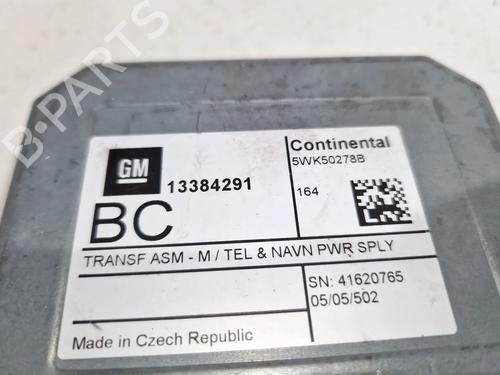 B-PARTS
GM
13384291
BC
Continental
5WK50278B
164
TRANSF ASM - M / TEL & NAVN PWR SPLY
SN: 41620765
05/05/502
Made in Czech Republic